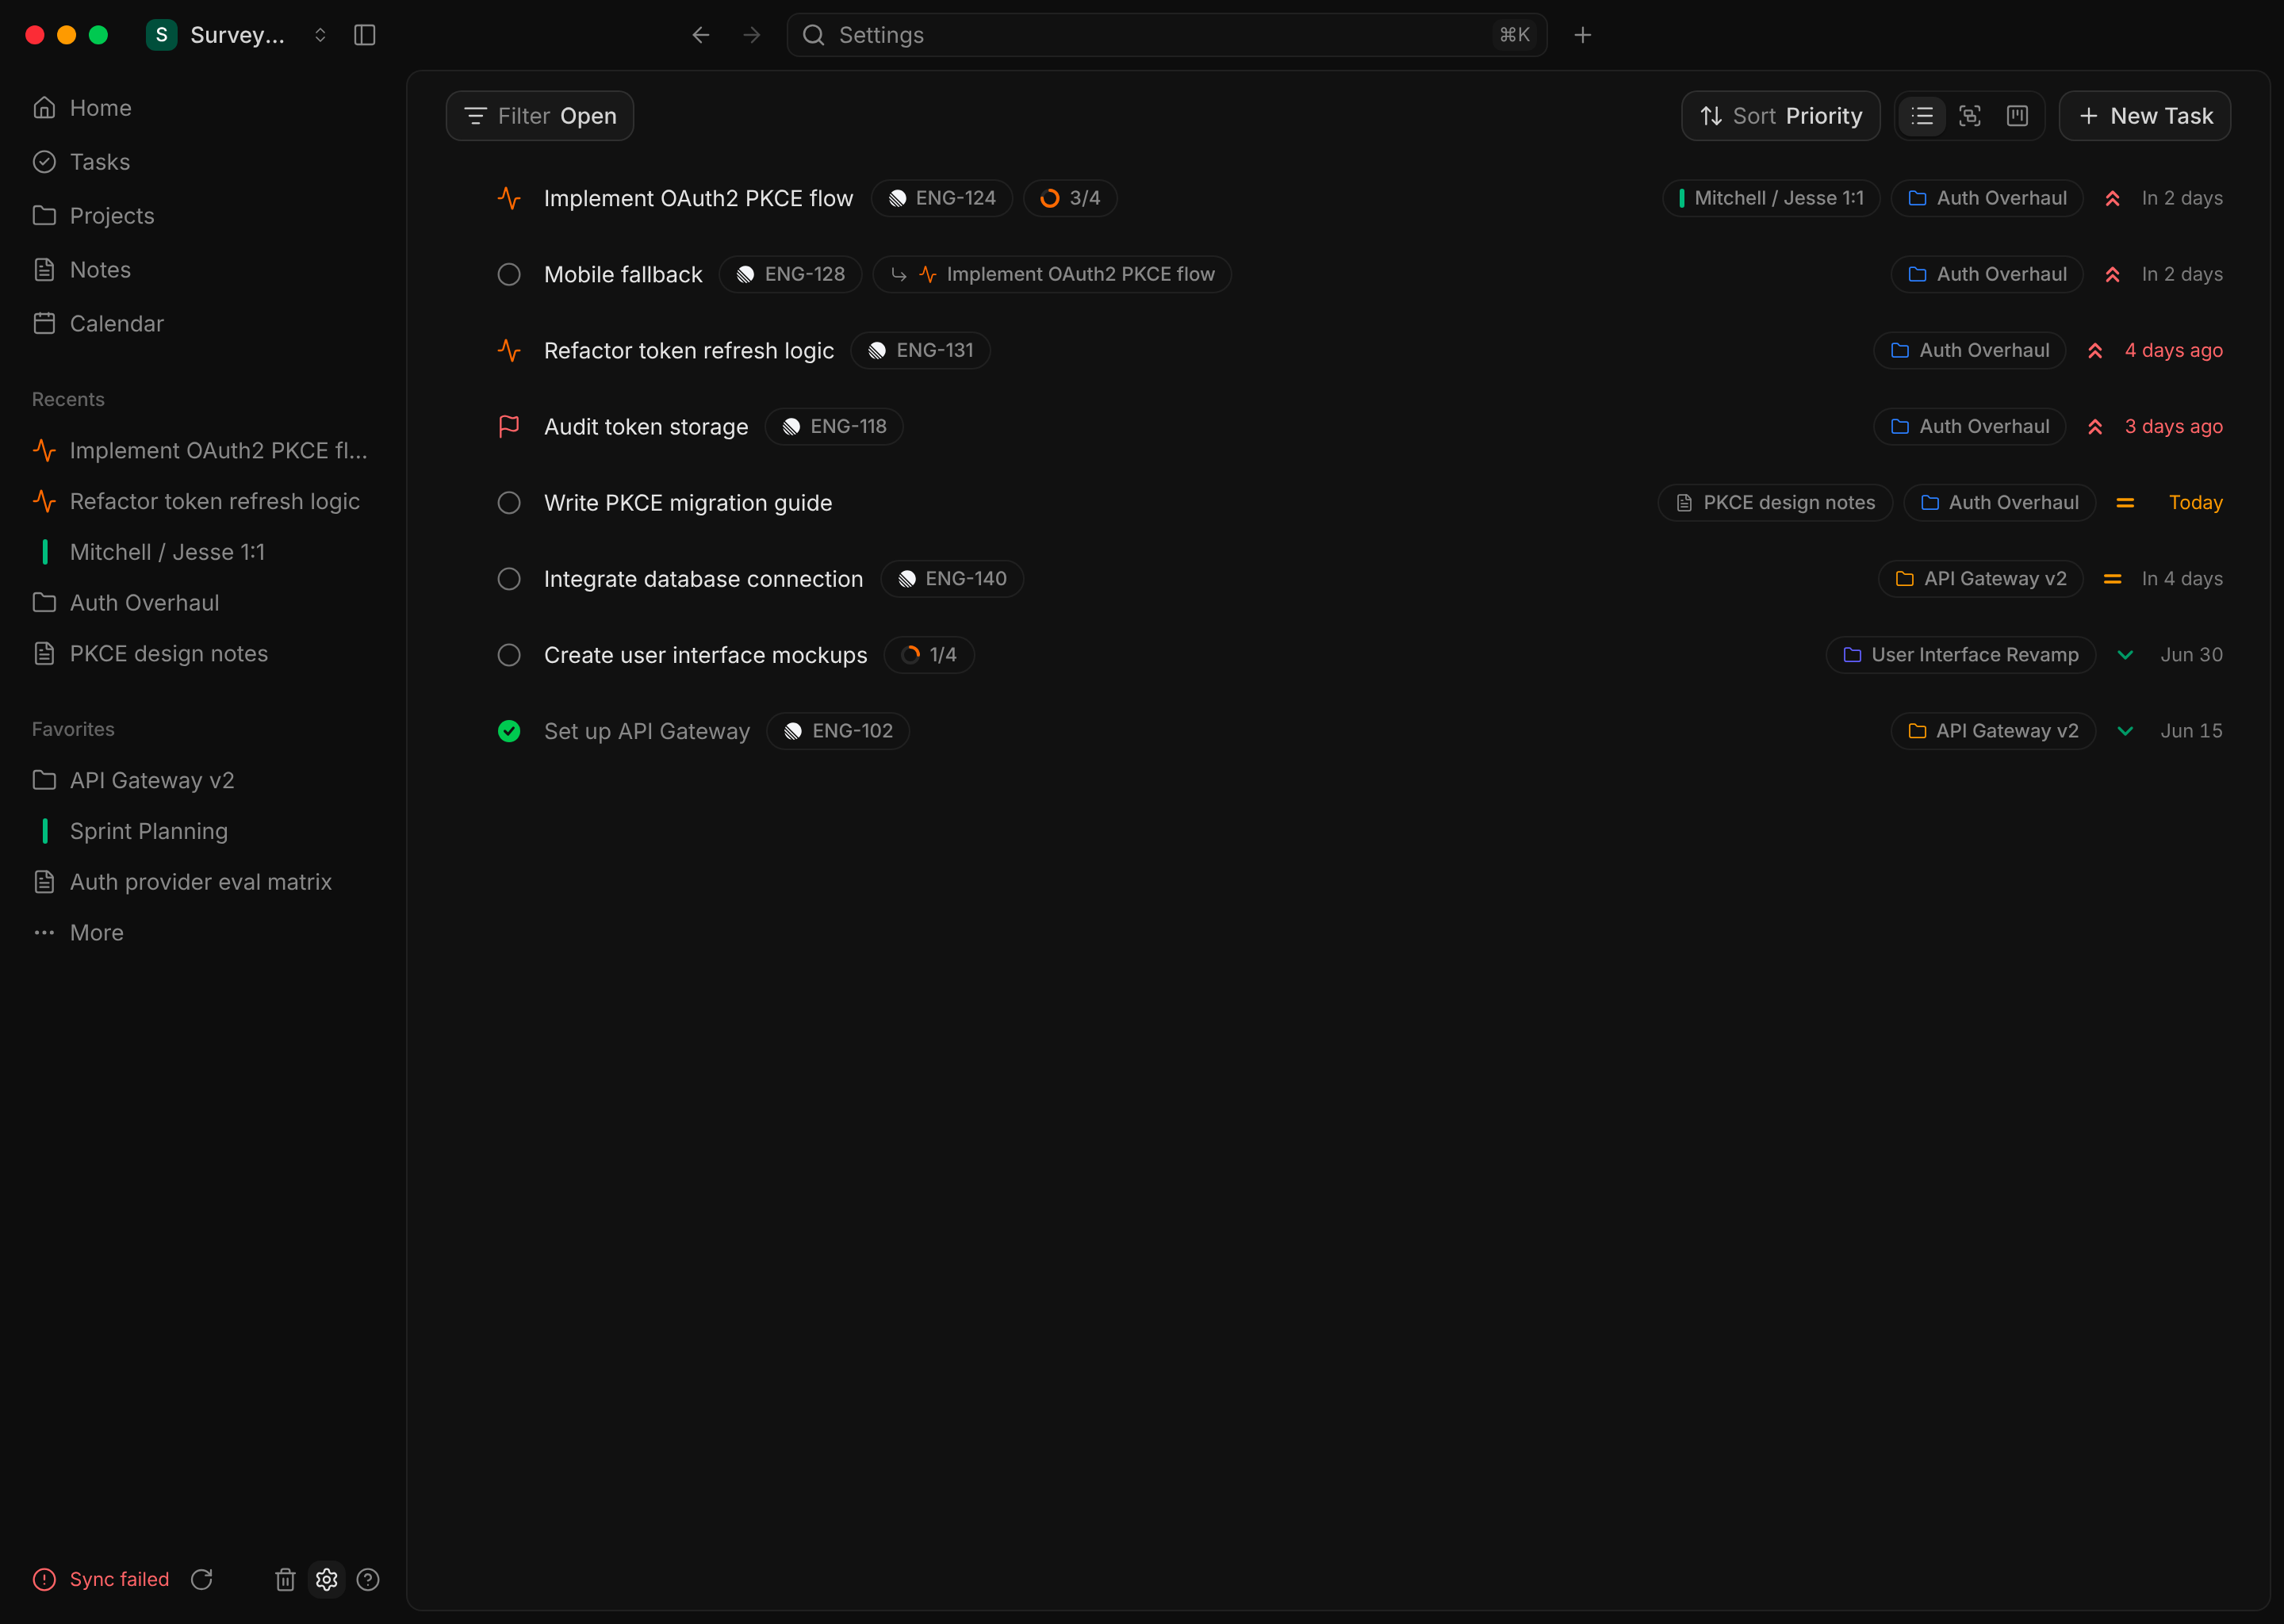 S Survey...
Settings ⌘K
Home
Tasks
Projects
Notes
Calendar
Recents
Implement OAuth2 PKCE fl...
Refactor token refresh logic
Mitchell / Jesse 1:1
Auth Overhaul
PKCE design notes
Favorites
API Gateway v2
Sprint Planning
Auth provider eval matrix
More
Sync failed
Filter Open
Sort Priority
New Task
Implement OAuth2 PKCE flow ENG-124 3/4 Mitchell / Jesse 1:1 Auth Overhaul In 2 days
Mobile fallback ENG-128 Implement OAuth2 PKCE flow Auth Overhaul In 2 days
Refactor token refresh logic ENG-131 Auth Overhaul 4 days ago
Audit token storage ENG-118 Auth Overhaul 3 days ago
Write PKCE migration guide PKCE design notes Auth Overhaul Today
Integrate database connection ENG-140 API Gateway v2 In 4 days
Create user interface mockups 1/4 User Interface Revamp Jun 30
Set up API Gateway ENG-102 API Gateway v2 Jun 15